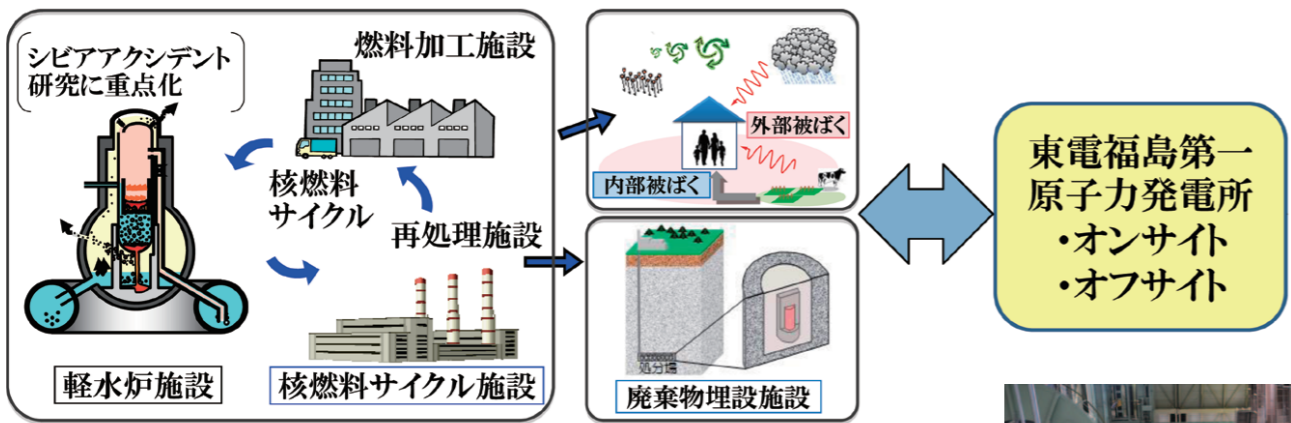 シビアアクシデント
研究に重点化
燃料加工施設
核燃料
サイクル
再処理施設
軽水炉施設
核燃料サイクル施設
外部被ばく
内部被ばく
処分場
廃棄物埋設施設
東電福島第一
原子力発電所
・オンサイト
・オフサイト